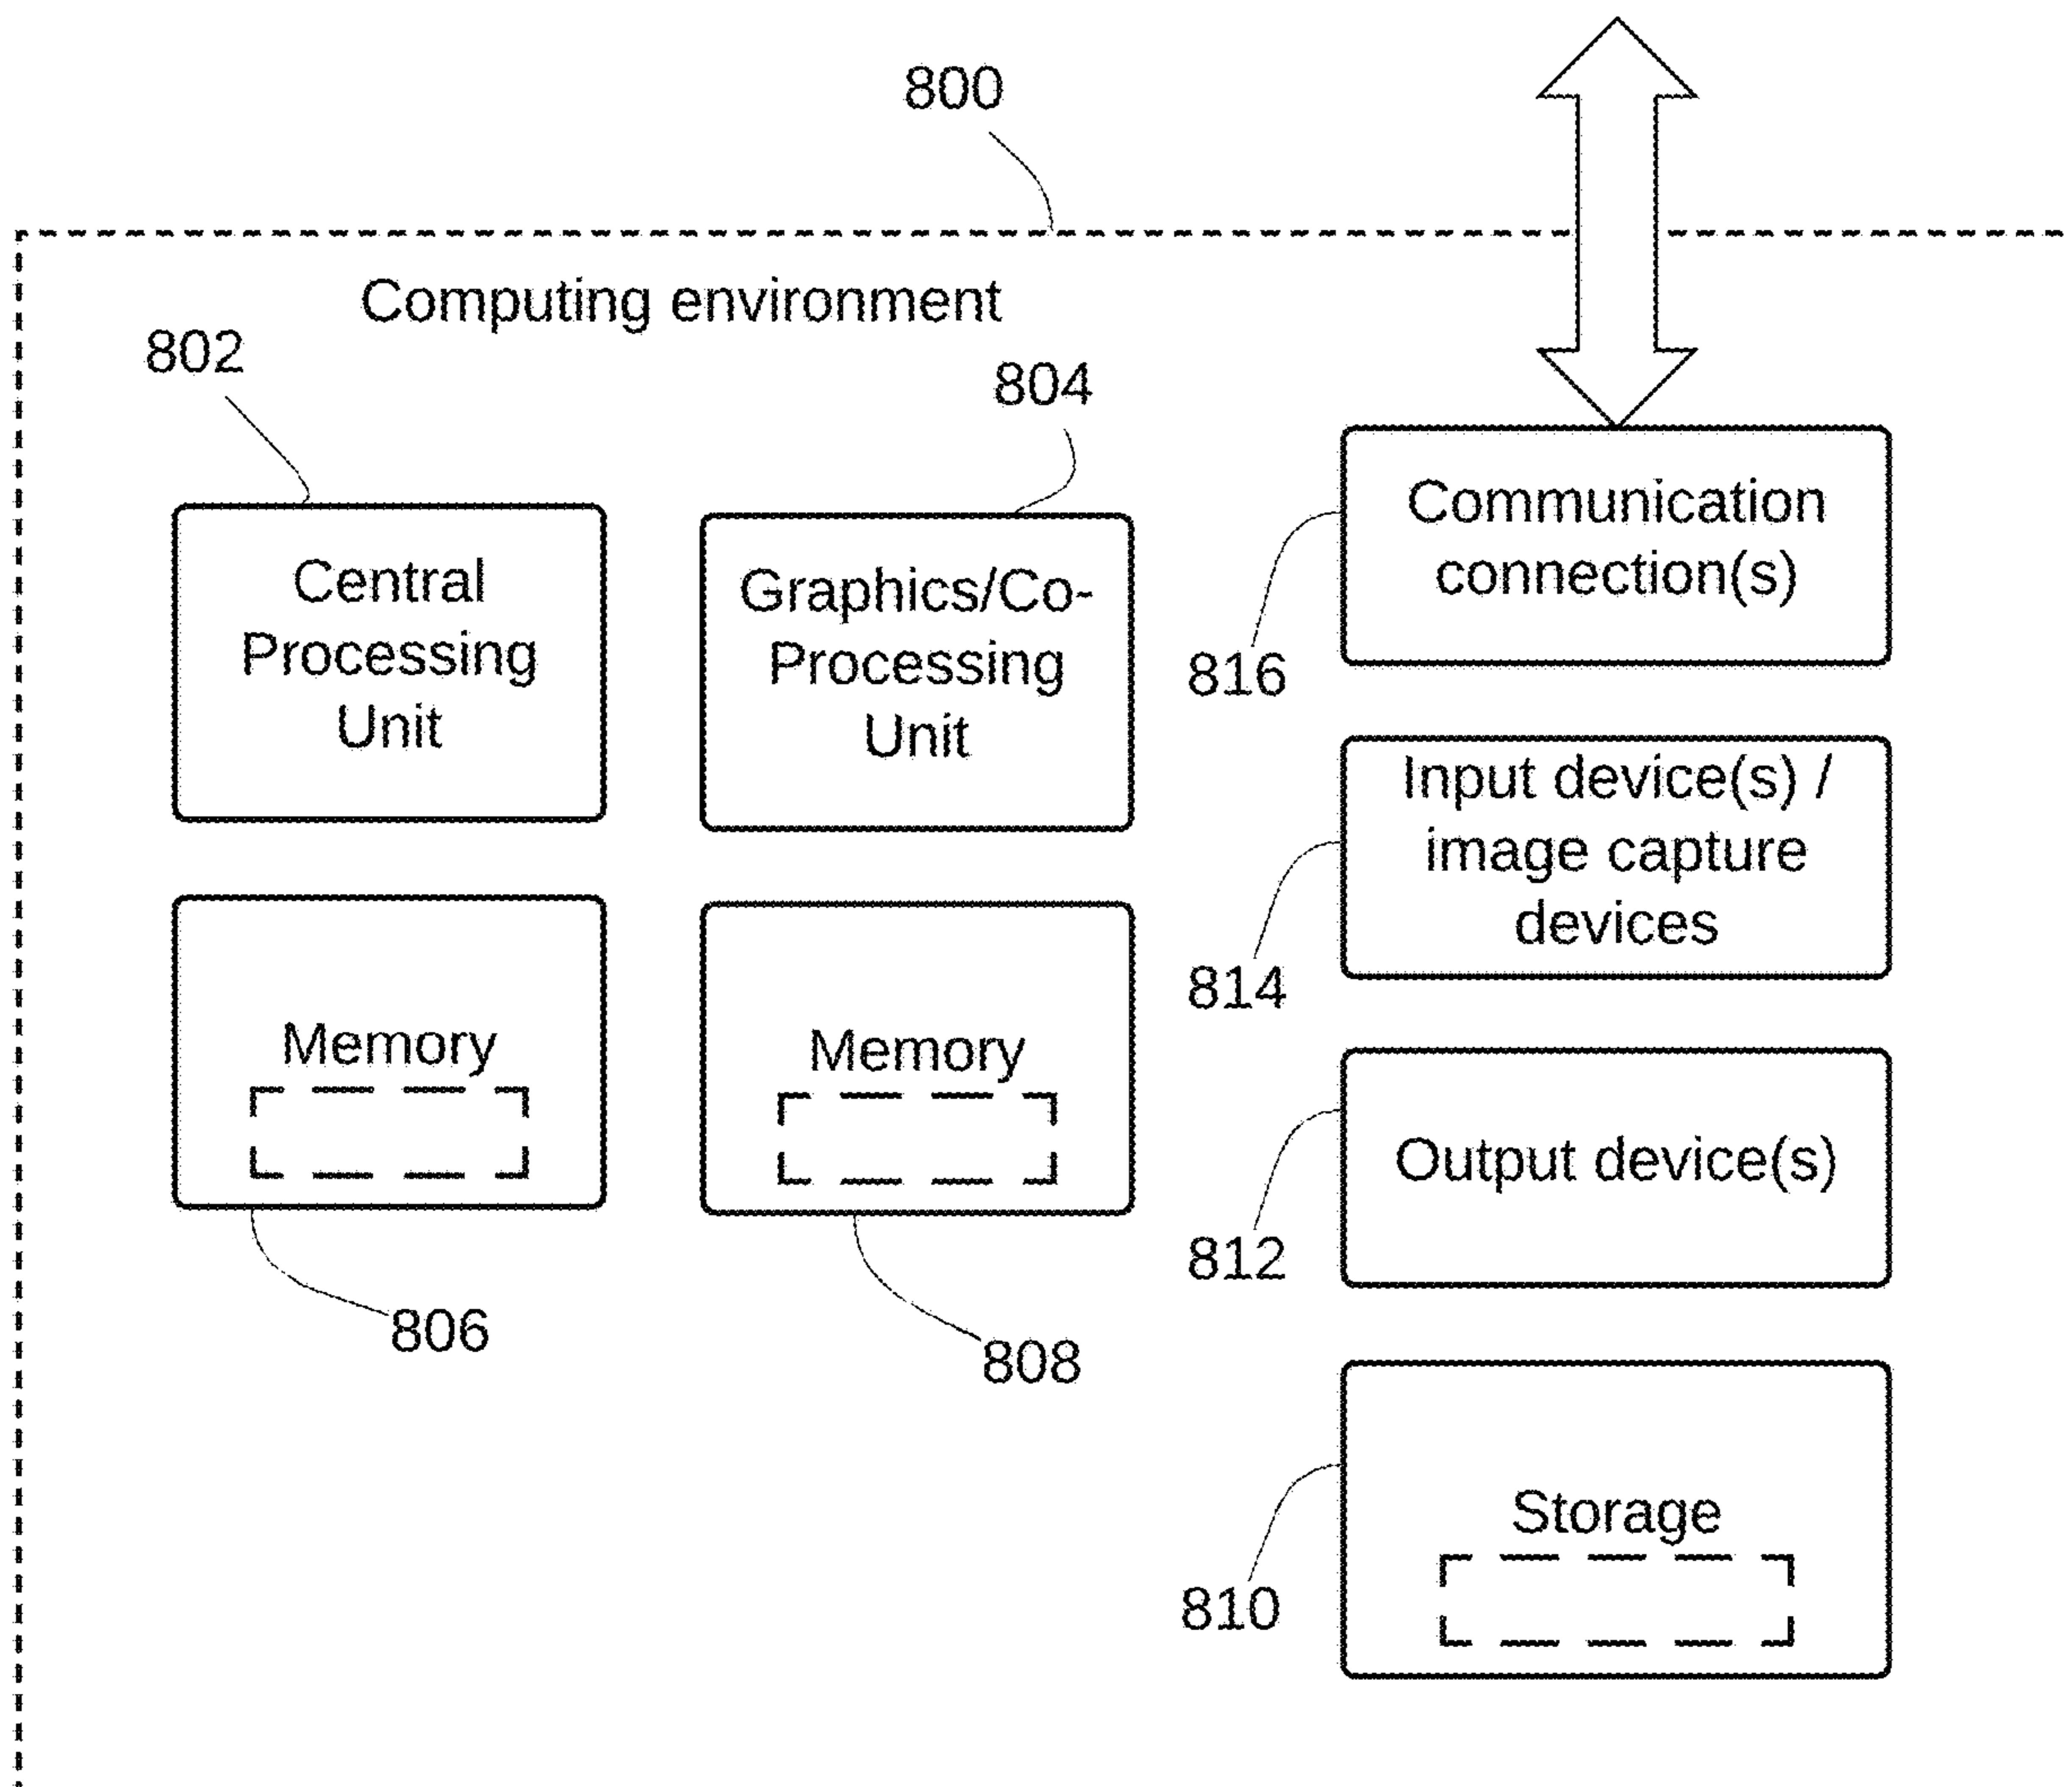 800
Computing environment
802
804
Central
Processing
Unit
Graphics/Co-
Processing
Unit
Communication
connection(s)
816
Input device(s) /
image capture
devices
814
Memory
Memory
Output device(s)
812
806
808
Storage
810